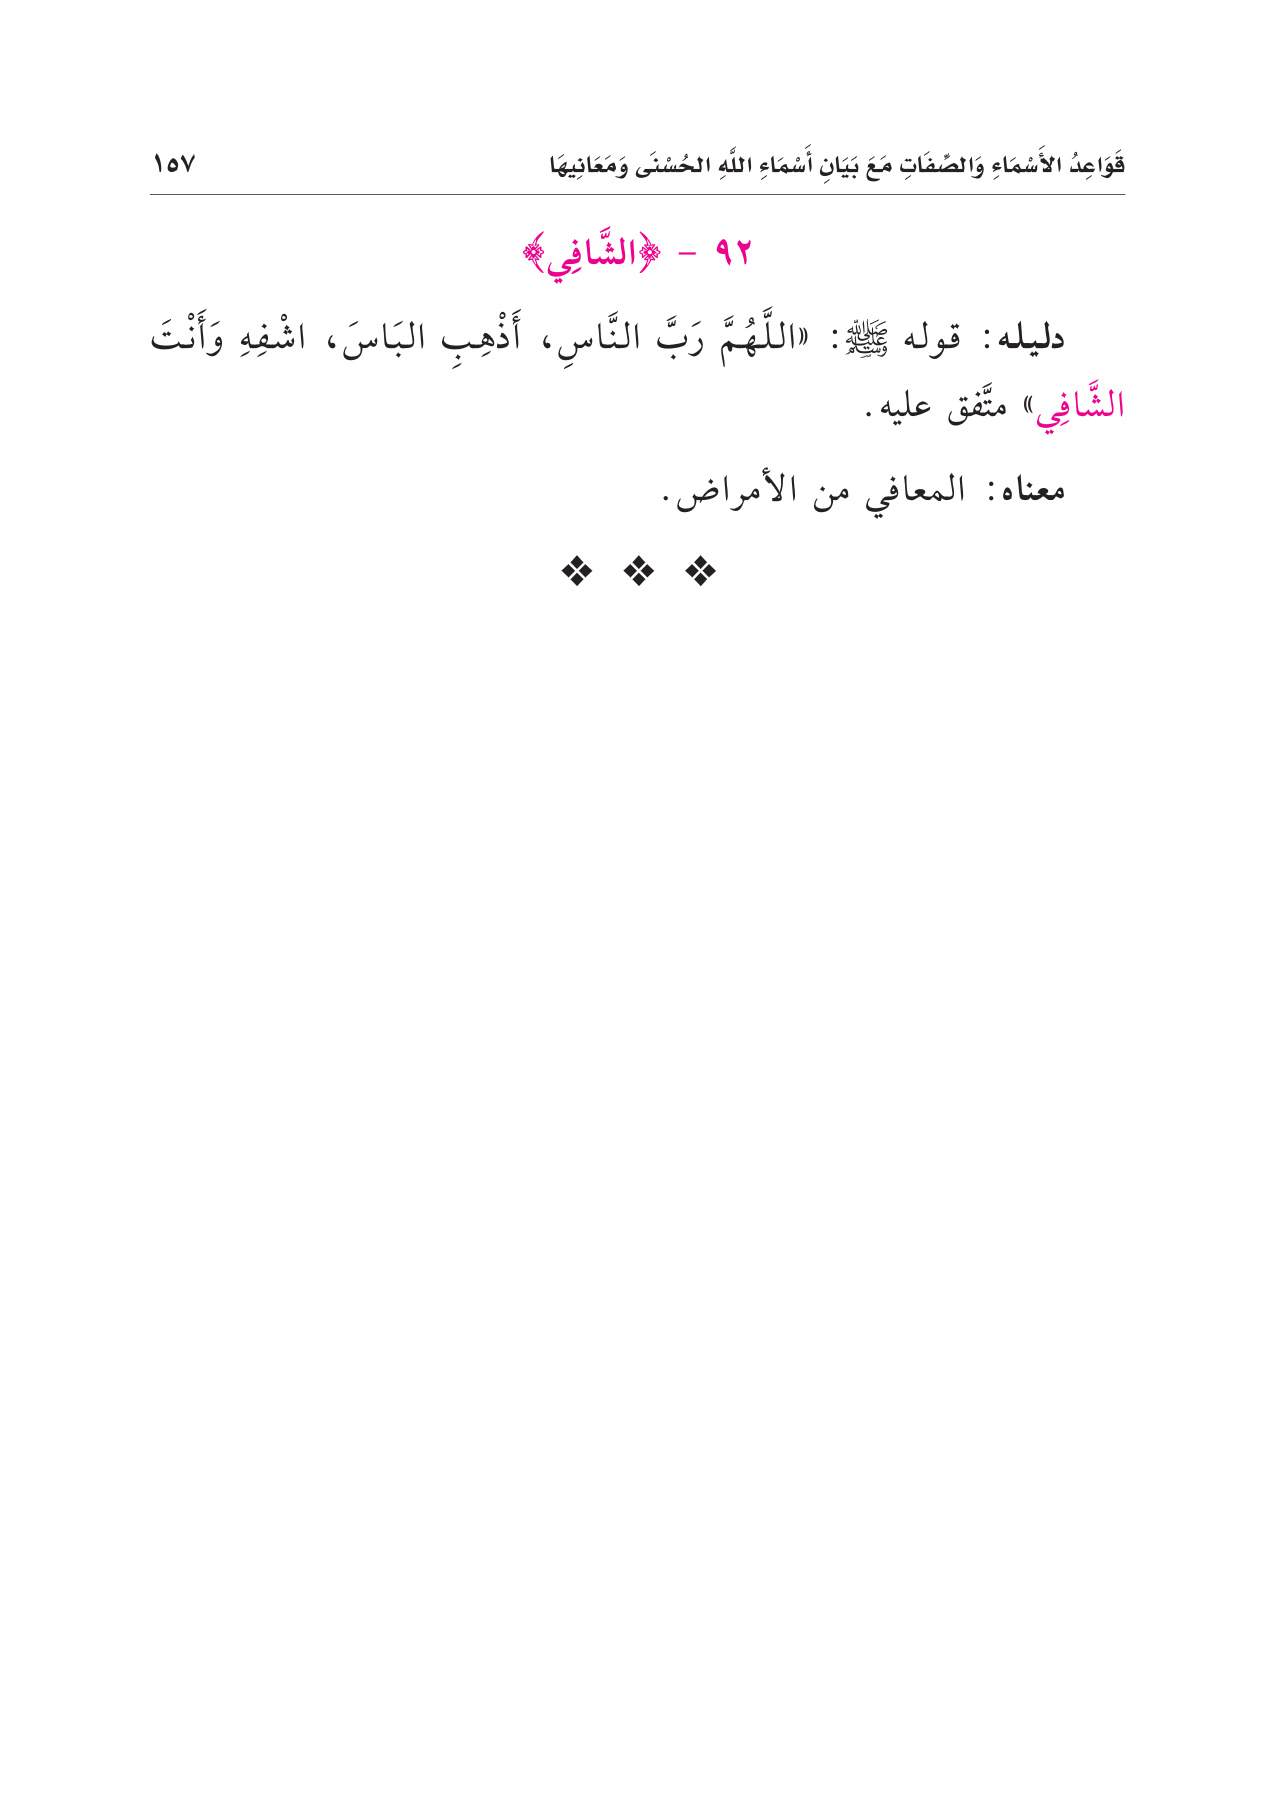 قَوَاعِدُ الأَسْمَاءِ وَالصِّفَاتِ مَعَ بَيَانِ أَسْمَاءِ اللَّهِ الحُسْنَى وَمَعَانِيهَا ١٥٧
٩٢ - ﴿الشَّافِي﴾
دليله: قوله ﷺ: «اللَّهُمَّ رَبَّ النَّاسِ، أَذْهِبِ البَاسَ، اشْفِهِ وَأَنْتَ
الشَّافِي» متَّفق عليه.
معناه: المعافي من الأمراض.